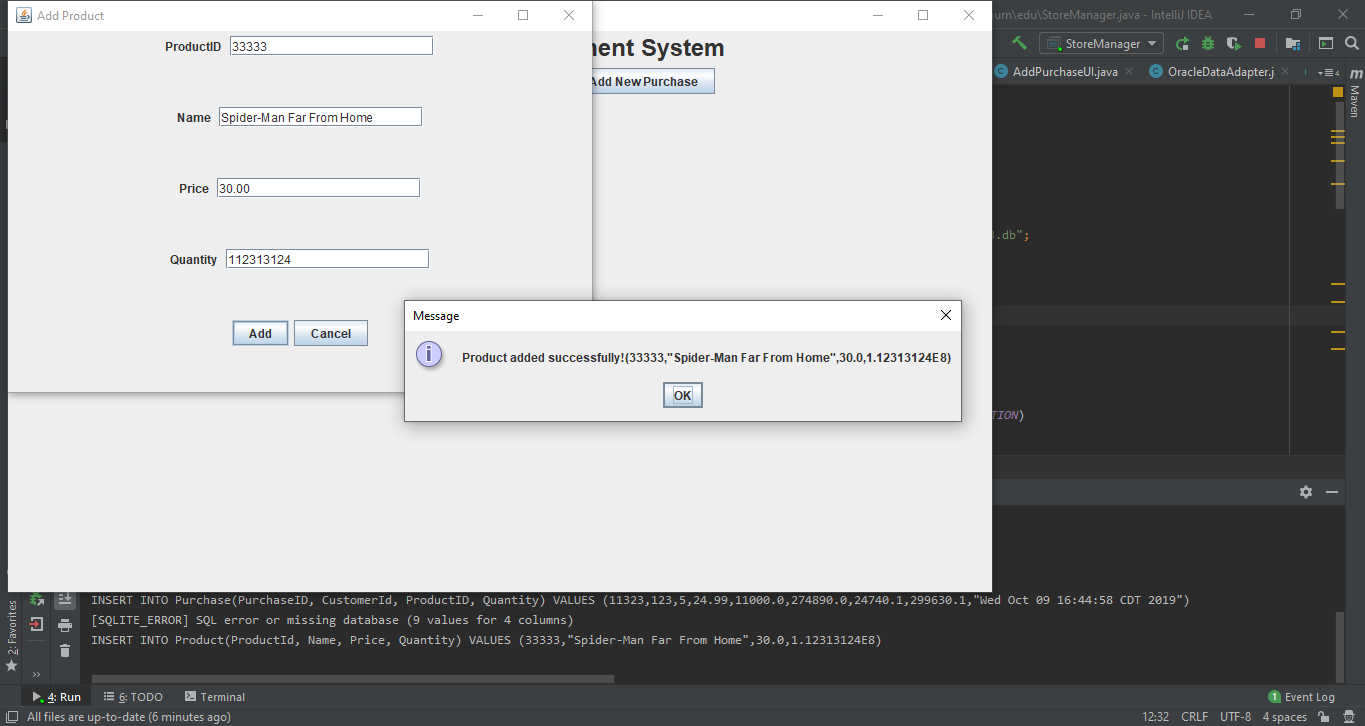 Add Product
burn\edu\StoreManager.java - IntelliJ IDEA
ProductID 33333
ment System
StoreManager
Add New Purchase
AddPurchaseUI.java
OracleDataAdapter.j
4
m
Maven
Name Spider-Man Far From Home
Price 30.00
.db";
Quantity 112313124
Message
Add Cancel
i Product added successfully!(33333,"Spider-Man Far From Home",30.0,1.12313124E8)
OK
TION)
INSERT INTO Purchase(PurchaseID, CustomerId, ProductID, Quantity) VALUES (11323,123,5,24.99,11000.0,274890.0,24740.1,299630.1,"Wed Oct 09 16:44:58 CDT 2019")
[SQLITE_ERROR] SQL error or missing database (9 values for 4 columns)
INSERT INTO Product(ProductId, Name, Price, Quantity) VALUES (33333,"Spider-Man Far From Home",30.0,1.12313124E8)
2: Favorites
4: Run
6: TODO
Terminal
1 Event Log
All files are up-to-date (6 minutes ago)
12:32 CRLF UTF-8 4 spaces